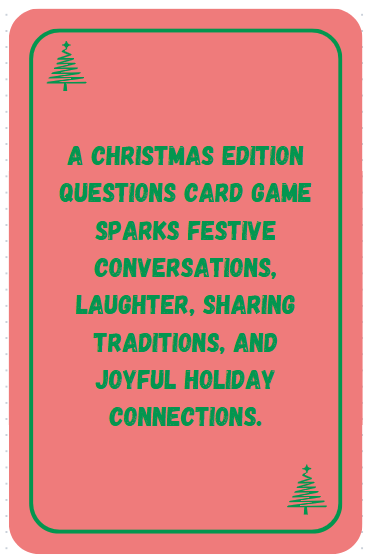 A CHRISTMAS EDITION
QUESTIONS CARD GAME
SPARKS FESTIVE
CONVERSATIONS,
LAUGHTER, SHARING
TRADITIONS, AND
JOYFUL HOLIDAY
CONNECTIONS.